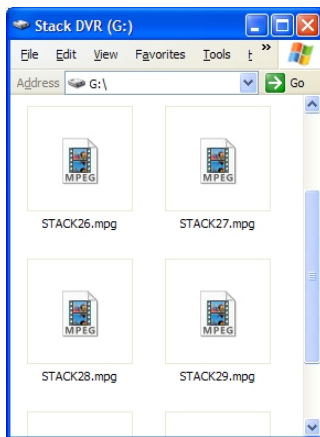 Stack DVR (G:)
File Edit View Favorites Tools »
Address G:\ Go
MPEG MPEG
STACK26.mpg STACK27.mpg
MPEG MPEG
STACK28.mpg STACK29.mpg